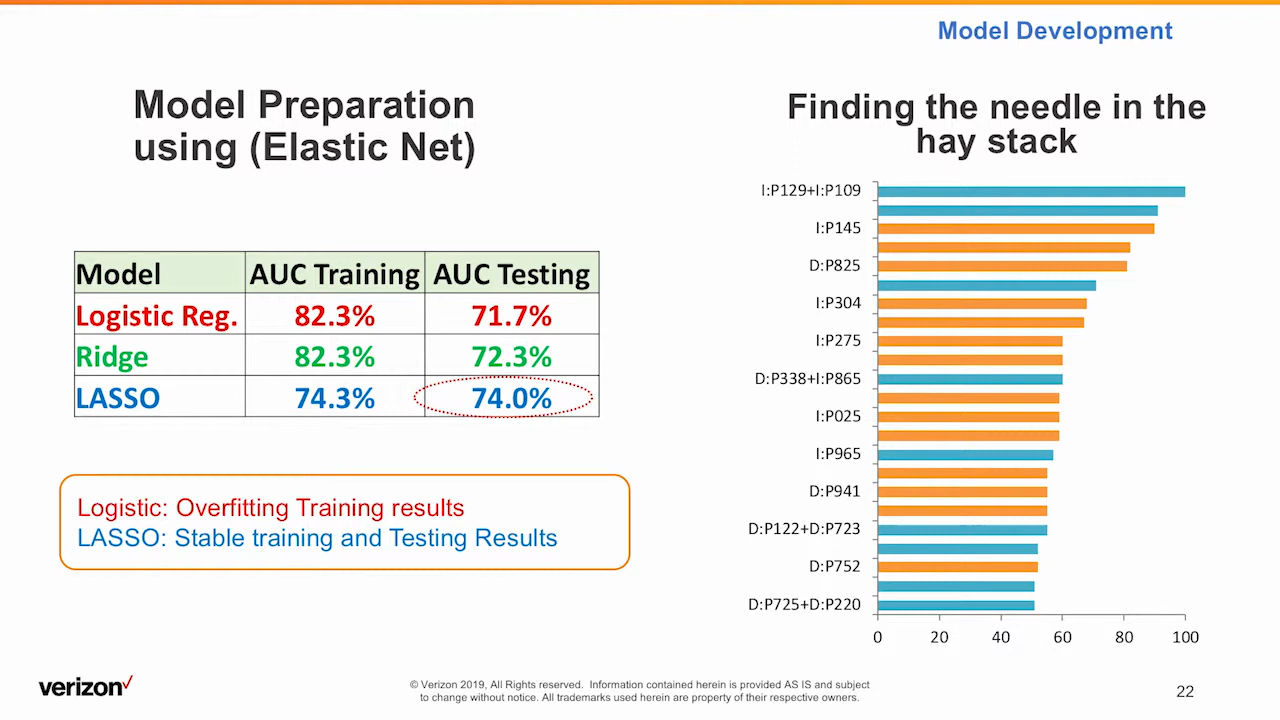 Model Development
Model Preparation
using (Elastic Net)
Model AUC Training AUC Testing
Logistic Reg. 82.3% 71.7%
Ridge 82.3% 72.3%
LASSO 74.3% 74.0%
Logistic: Overfitting Training results
LASSO: Stable training and Testing Results
Finding the needle in the
hay stack
I:P129+I:P109
I:P145
D:P825
I:P304
I:P275
D:P338+I:P865
I:P025
I:P965
D:P941
D:P122+D:P723
D:P752
D:P725+D:P220
0 20 40 60 80 100
verizon✓
© Verizon 2019, All Rights reserved. Information contained herein is provided AS IS and subject
to change without notice. All trademarks used herein are property of their respective owners.
22